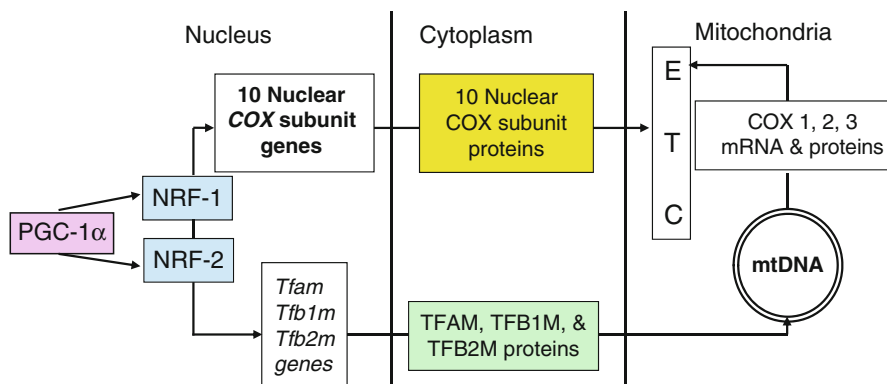 Nucleus
Cytoplasm
Mitochondria
10 Nuclear
COX subunit
genes
10 Nuclear
COX subunit
proteins
E
T
C
COX 1, 2, 3
mRNA & proteins
NRF-1
PGC-1α
NRF-2
mtDNA
Tfam
Tfb1m
Tfb2m
genes
TFAM, TFB1M, &
TFB2M proteins